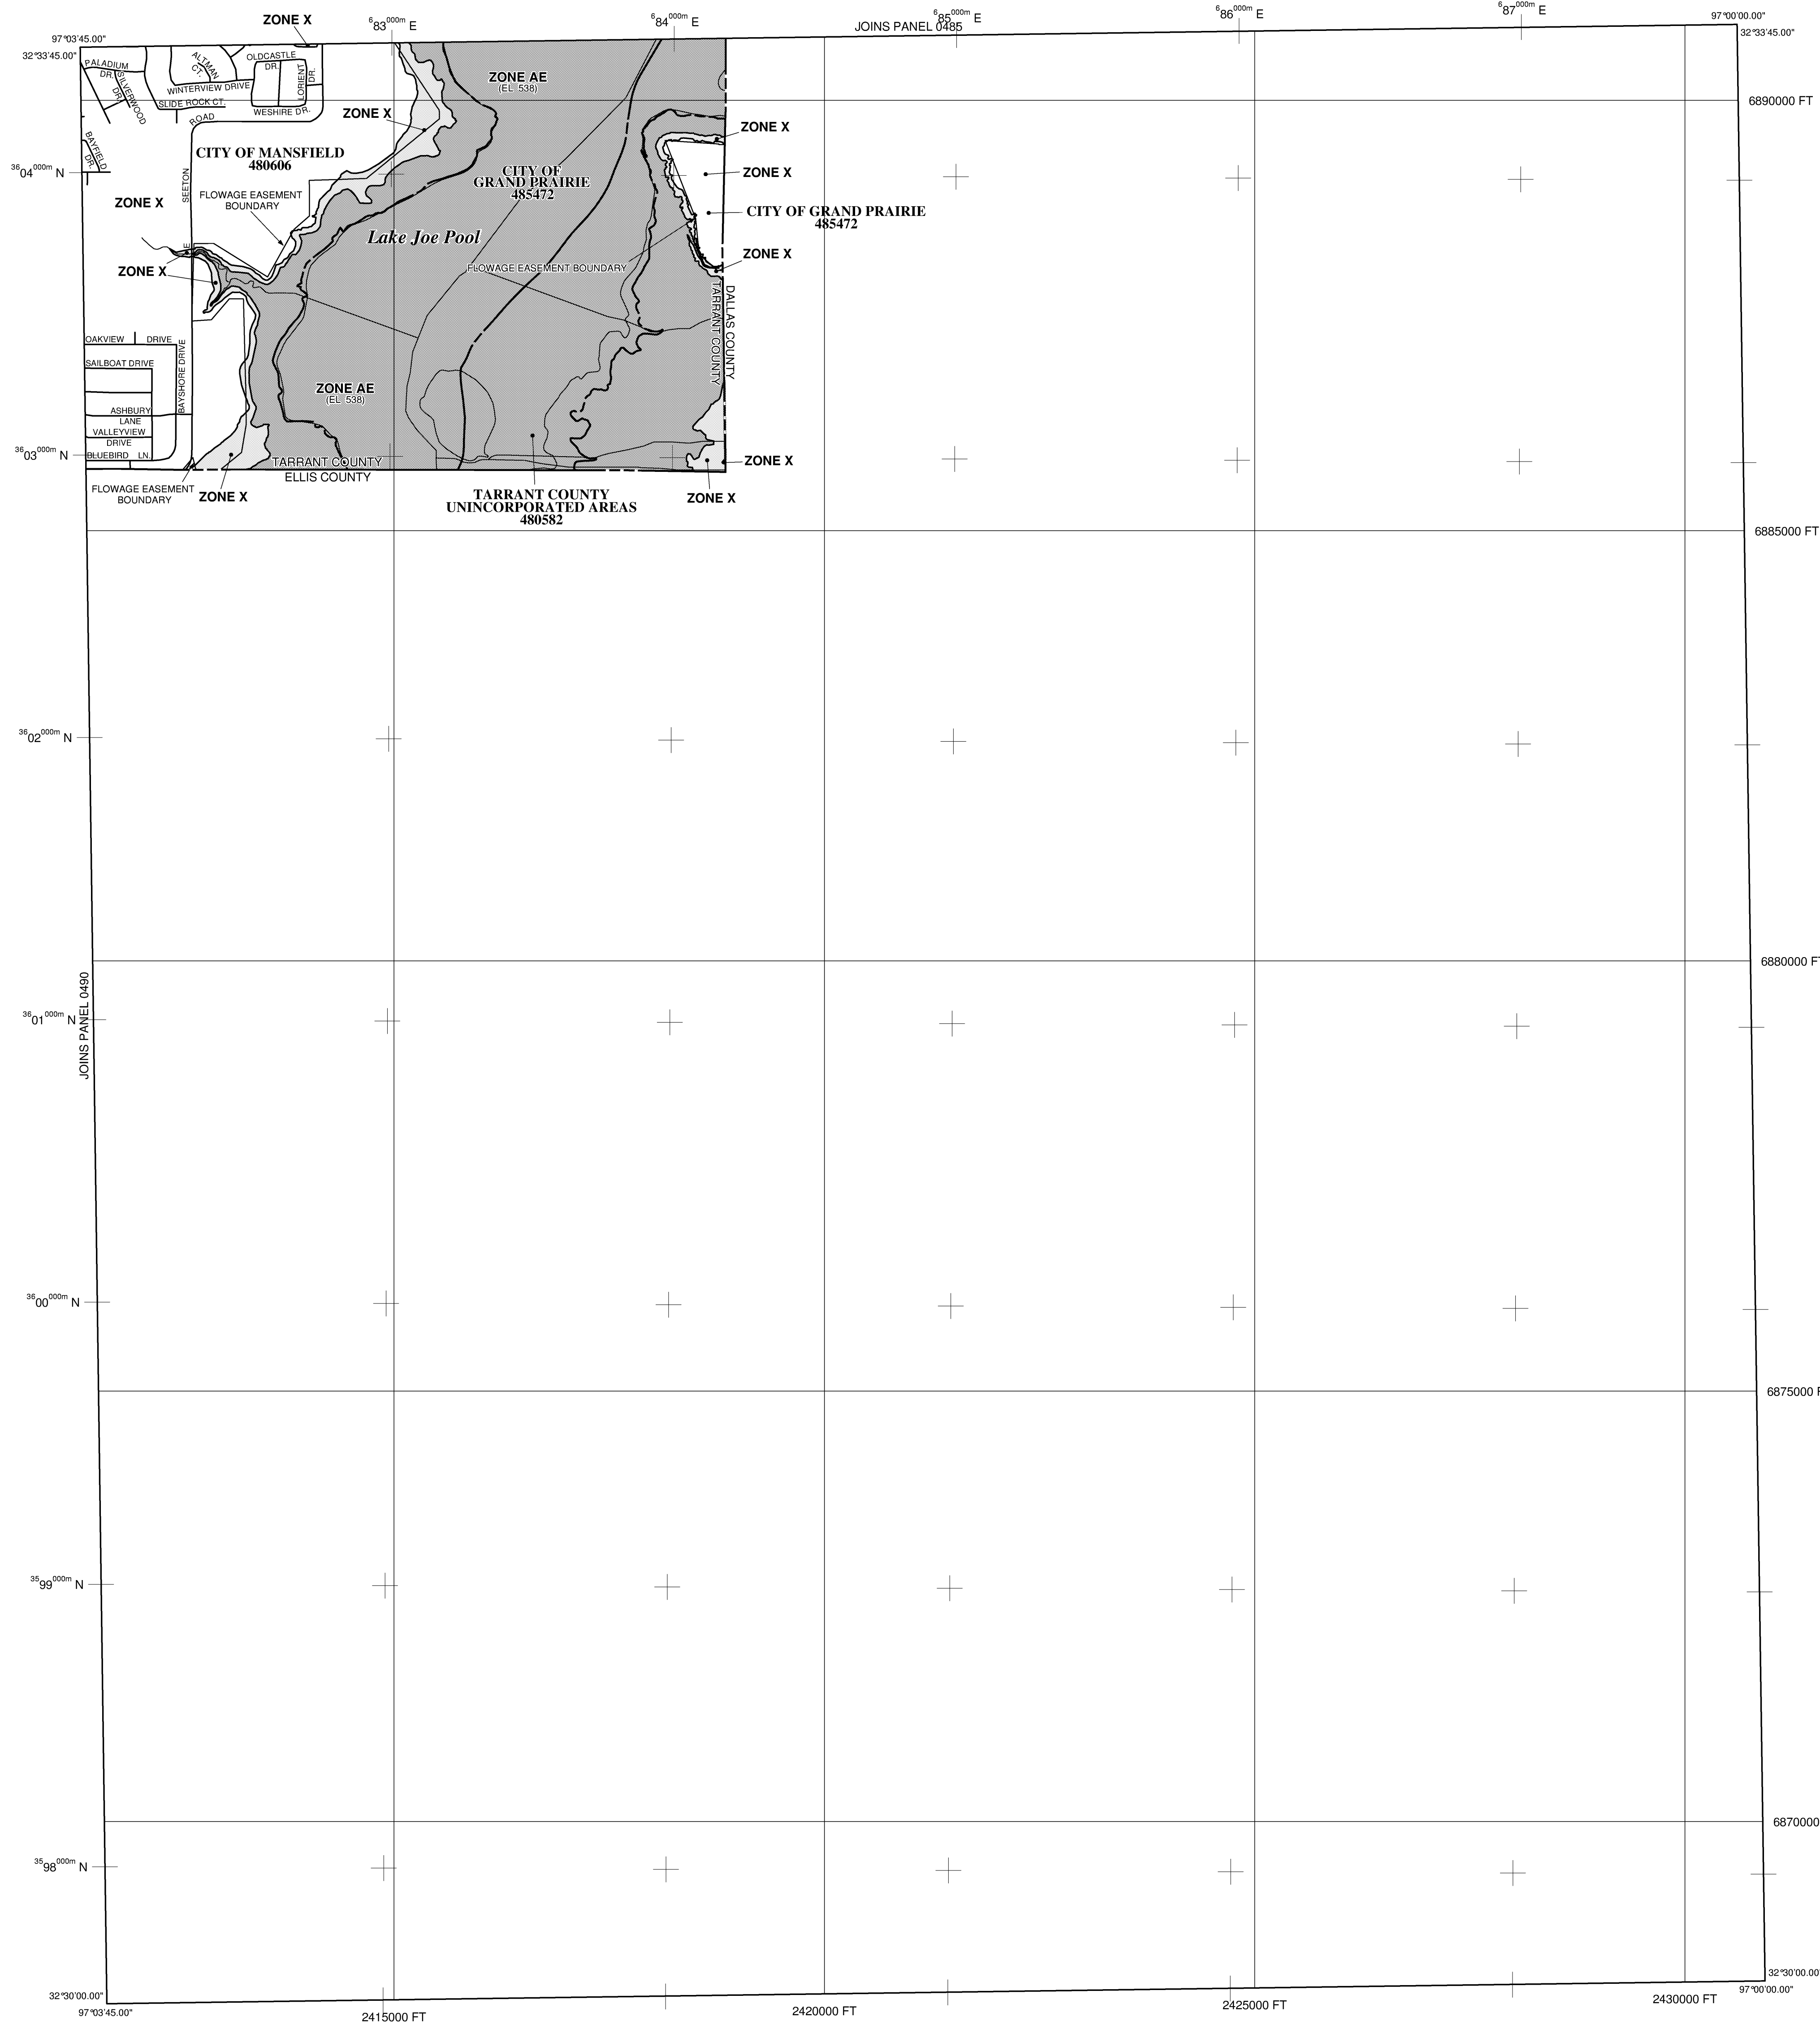 ZONE X
683000m E
684000m E
685000m E
JOINS PANEL 0485
686000m E
687000m E
97°03'45.00"
97°00'00.00"
32°33'45.00"
32°33'45.00"
PALADIUM
DR.
SILVERWOOD
DR.
ALTMAN
CT.
OLDCASTLE
DR.
LORIENT
DR.
WINTERVIEW DRIVE
SLIDE ROCK CT.
WESHIRE DR.
ROAD
BAYFIELD
DR.
ZONE AE
(EL 538)
6890000 FT
ZONE X
ZONE X
CITY OF MANSFIELD
480606
3604000m N
CITY OF
GRAND PRAIRIE
485472
ZONE X
SEETON
FLOWAGE EASEMENT
BOUNDARY
ZONE X
CITY OF GRAND PRAIRIE
485472
Lake Joe Pool
E
ZONE X
ZONE X
FLOWAGE EASEMENT BOUNDARY
TARRANT COUNTY
DALLAS COUNTY
OAKVIEW DRIVE
SAILBOAT DRIVE
BAYSHORE DRIVE
ZONE AE
(EL 538)
ASHBURY
LANE
VALLEYVIEW
DRIVE
BLUEBIRD LN.
3603000m N
TARRANT COUNTY
ELLIS COUNTY
ZONE X
FLOWAGE EASEMENT
BOUNDARY
ZONE X
TARRANT COUNTY
UNINCORPORATED AREAS
480582
ZONE X
6885000 FT
3602000m N
6880000 FT
JOINS PANEL 0490
3601000m N
3600000m N
6875000 F
3599000m N
6870000
3598000m N
32°30'00.00"
32°30'00.00"
97°03'45.00"
97°00'00.00"
2415000 FT
2420000 FT
2425000 FT
2430000 FT